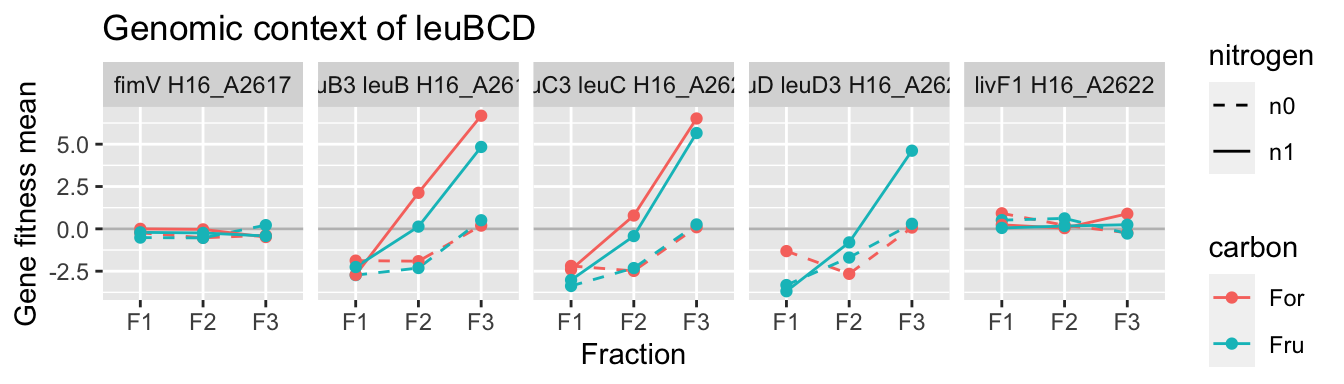 Genomic context of leuBCD
fimV H16_A2617
uB3 leuB H16_A261
uC3 leuC H16_A262
uD leuD3 H16_A262
livF1 H16_A2622
Gene fitness mean
5.0
2.5
0.0
-2.5
F1 F2 F3
F1 F2 F3
F1 F2 F3
F1 F2 F3
F1 F2 F3
Fraction
nitrogen
n0
n1
carbon
For
Fru